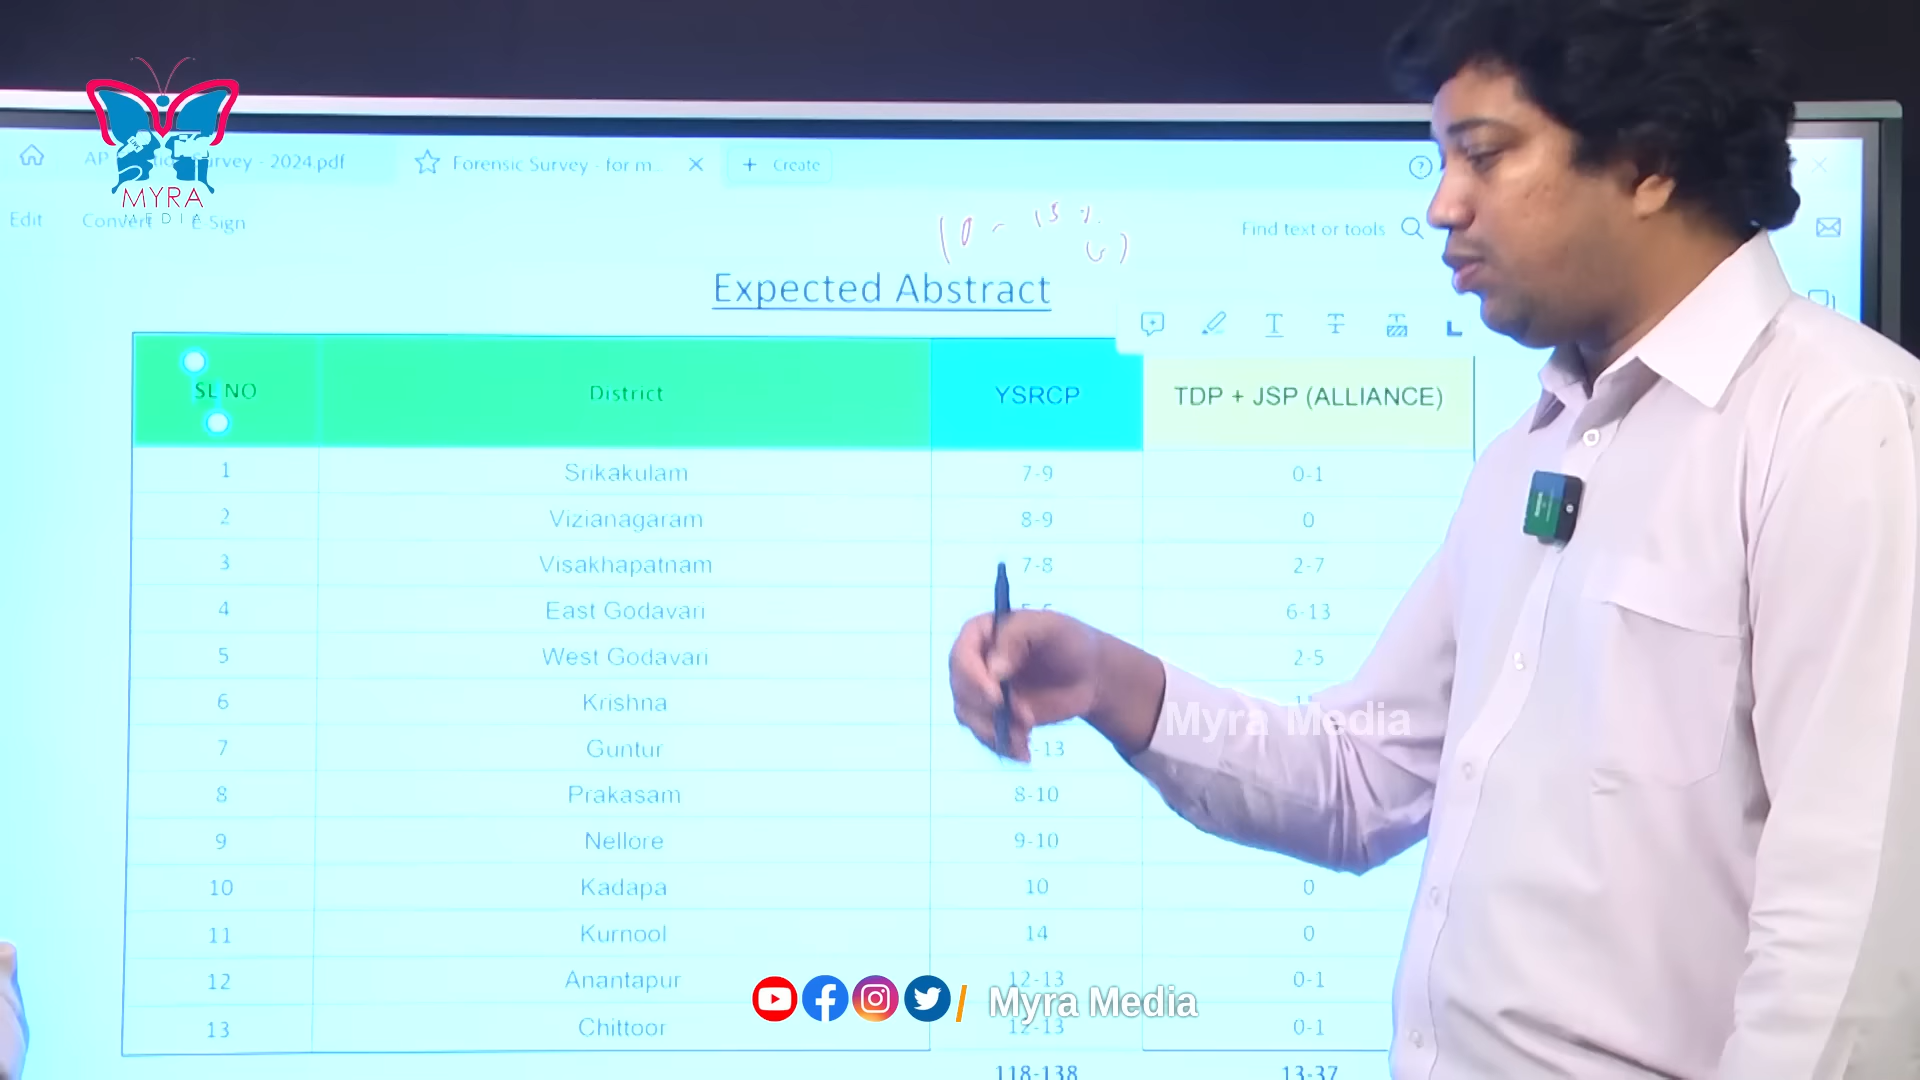 MYRA
MEDIA
Survey - 2024.pdf
Forensic Survey - for m...
+ Create
Edit
Convert
E-Sign
Find text or tools
Expected Abstract
SL NO
District
YSRCP
TDP + JSP (ALLIANCE)
1 Srikakulam 7-9 0-1
2 Vizianagaram 8-9 0
3 Visakhapatnam 7-8 2-7
4 East Godavari 6-13
5 West Godavari 2-5
6 Krishna
7 Guntur -13
8 Prakasam 8-10
9 Nellore 9-10
10 Kadapa 10 0
11 Kurnool 14 0
12 Anantapur 12-13 0-1
13 Chittoor 12-13 0-1
118-138 13-37
Myra Media
/ Myra Media